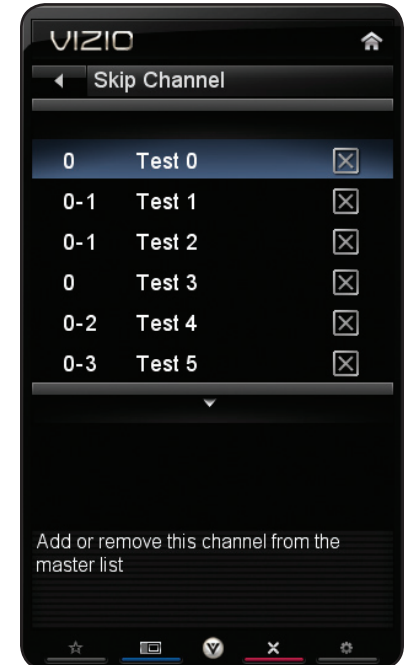 VIZIO
Skip Channel
0 Test 0
0-1 Test 1
0-1 Test 2
0 Test 3
0-2 Test 4
0-3 Test 5
Add or remove this channel from the
master list